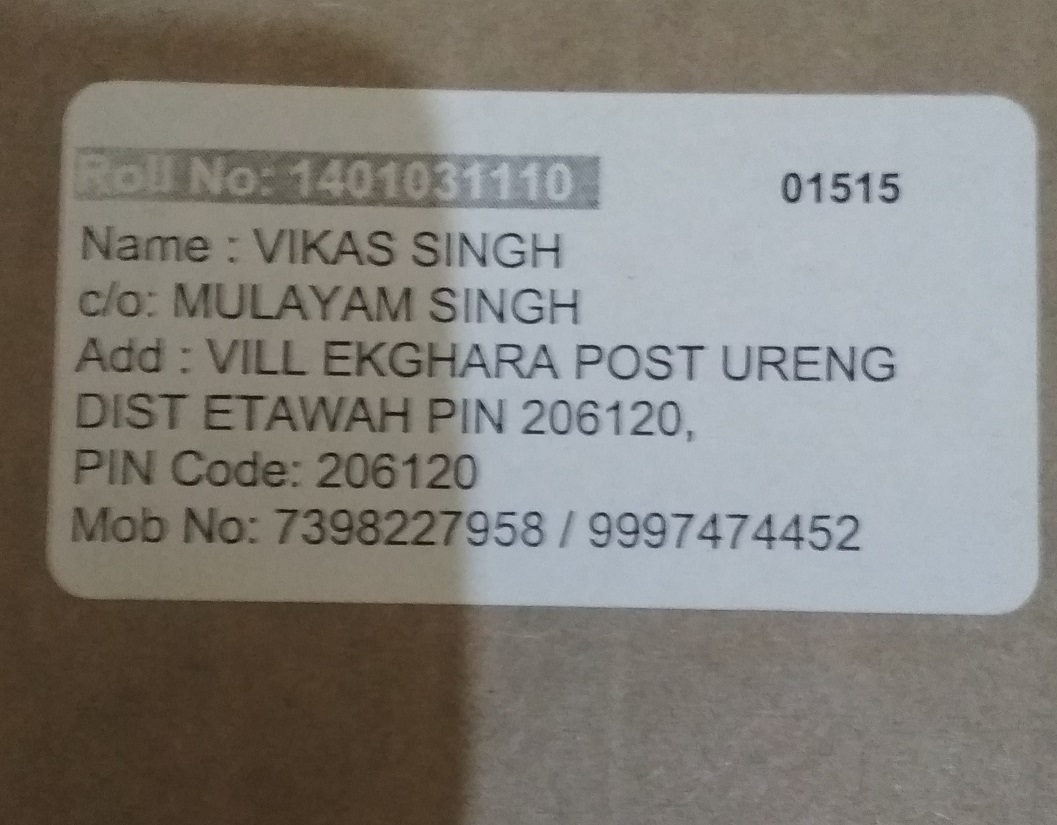 Roll No: 1401031110 01515
Name : VIKAS SINGH
c/o: MULAYAM SINGH
Add : VILL EKGHARA POST URENG
DIST ETAWAH PIN 206120,
PIN Code: 206120
Mob No: 7398227958 / 9997474452